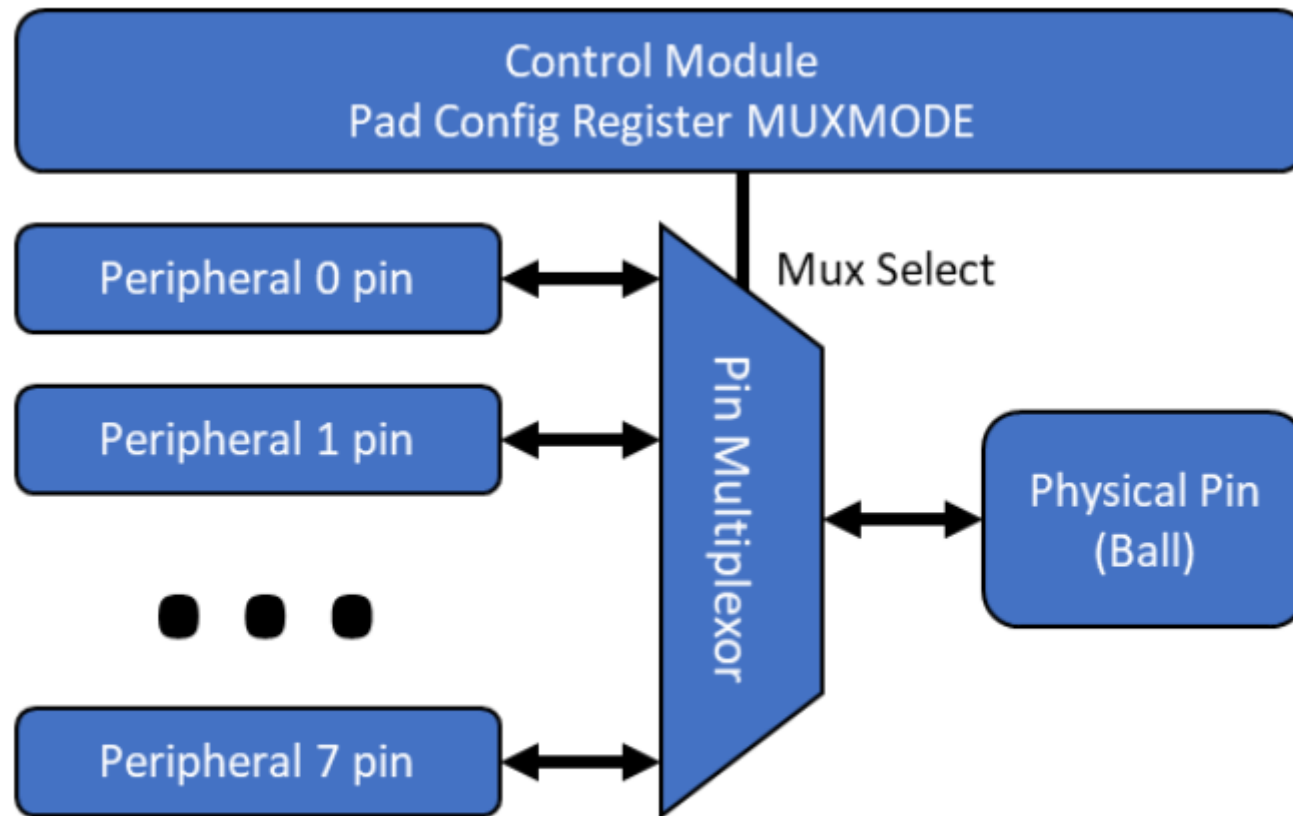 Control Module
Pad Config Register MUXMODE
Mux Select
Peripheral 0 pin
Peripheral 1 pin
Pin Multiplexor
Physical Pin
(Ball)
Peripheral 7 pin